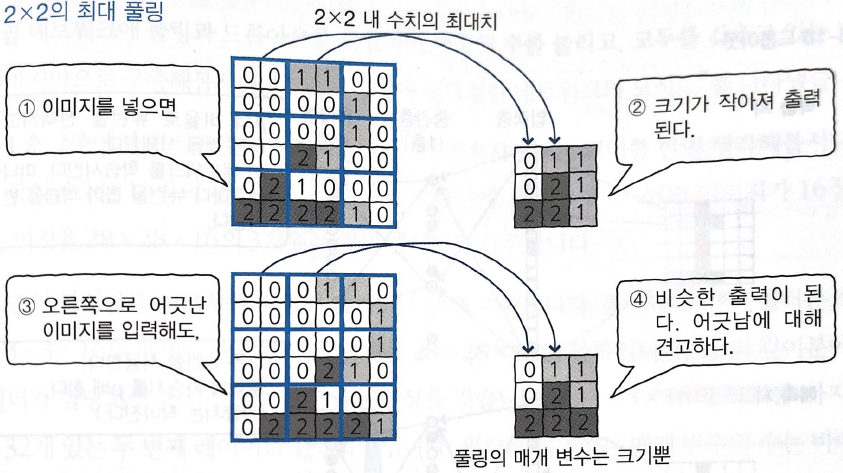 2×2의 최대 풀링
2×2 내 수치의 최대치
① 이미지를 넣으면
0 0 1 1 0 0
0 0 0 0 1 0
0 0 0 0 1 0
0 0 2 1 0 0
0 2 1 0 0 0
2 2 2 2 1 0
0 1 1
0 2 1
2 2 1
② 크기가 작아져 출력
된다.
③ 오른쪽으로 어긋난
이미지를 입력해도,
0 0 0 1 1 0
0 0 0 0 0 1
0 0 0 0 0 1
0 0 0 2 1 0
0 0 2 1 0 0
0 2 2 2 2 1
0 1 1
0 2 1
2 2 2
④ 비슷한 출력이 된
다. 어긋남에 대해
견고하다.
풀링의 매개 변수는 크기뿐